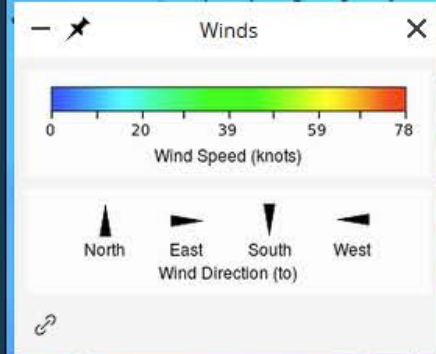 Winds
0 20 39 59 78
Wind Speed (knots)
North East South West
Wind Direction (to)